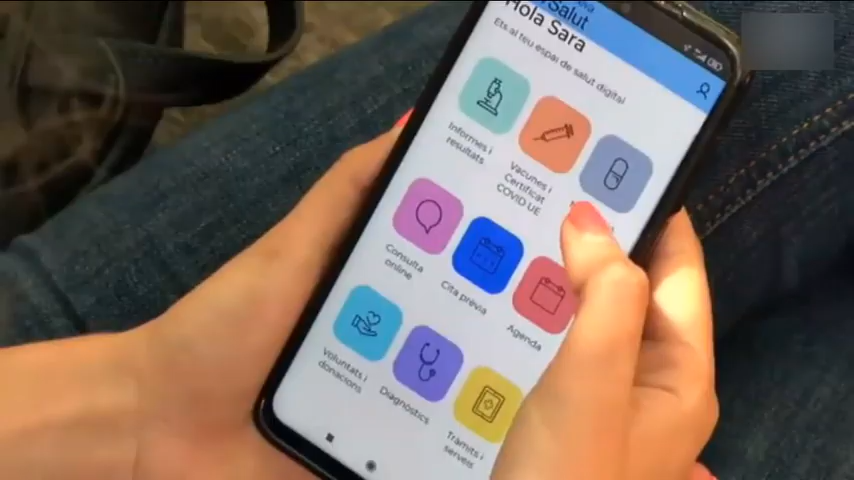 Salut
Hola Sara
Ets al teu espai de salut digital
Informes i
resultats
Vacunes i
Certificat
COVID UE
Consulta
online
Cita prèvia
Agenda
Voluntats i
donacions
Diagnòstics
Tràmits i
serveis